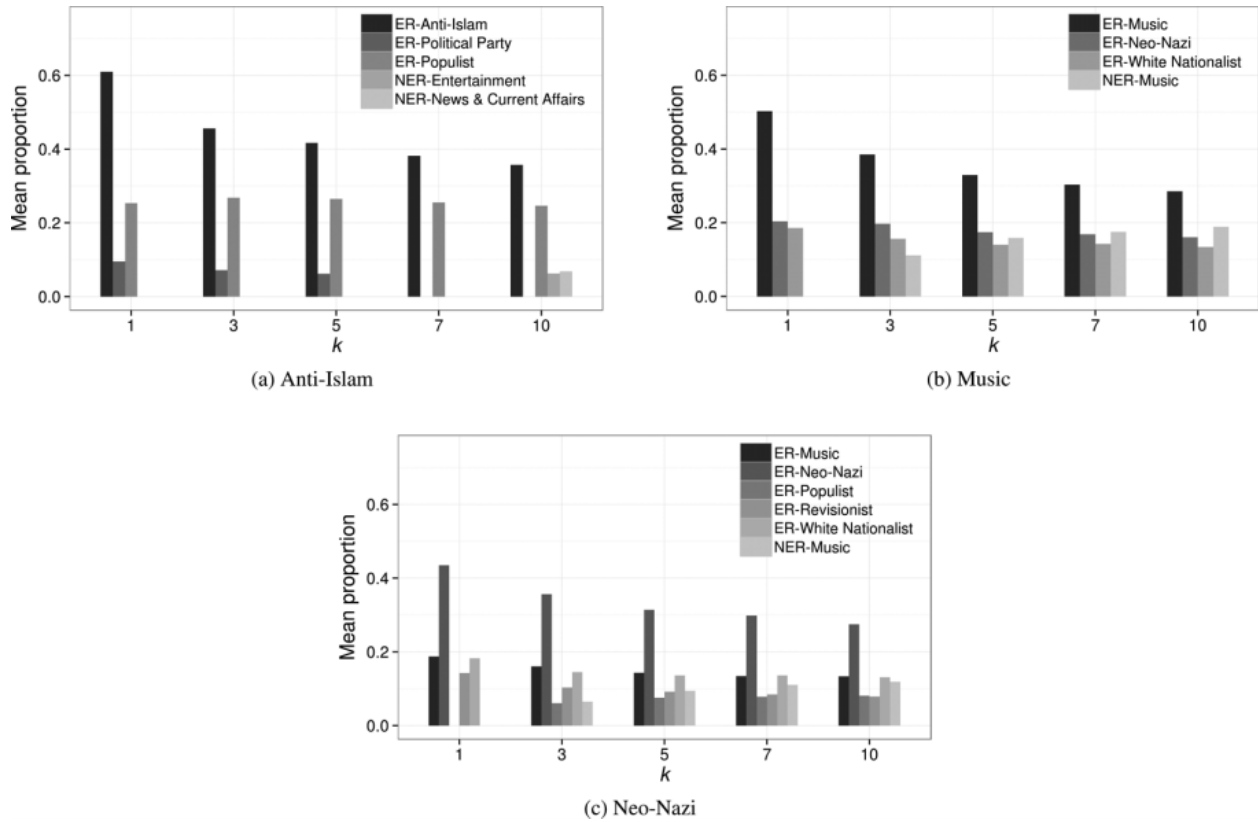 ER-Anti-Islam
ER-Political Party
ER-Populist
NER-Entertainment
NER-News & Current Affairs
Mean proportion
0.6
0.4
0.2
0.0
1 3 5 7 10
k
(a) Anti-Islam
ER-Music
ER-Neo-Nazi
ER-White Nationalist
NER-Music
Mean proportion
0.6
0.4
0.2
0.0
1 3 5 7 10
k
(b) Music
ER-Music
ER-Neo-Nazi
ER-Populist
ER-Revisionist
ER-White Nationalist
NER-Music
Mean proportion
0.6
0.4
0.2
0.0
1 3 5 7 10
k
(c) Neo-Nazi